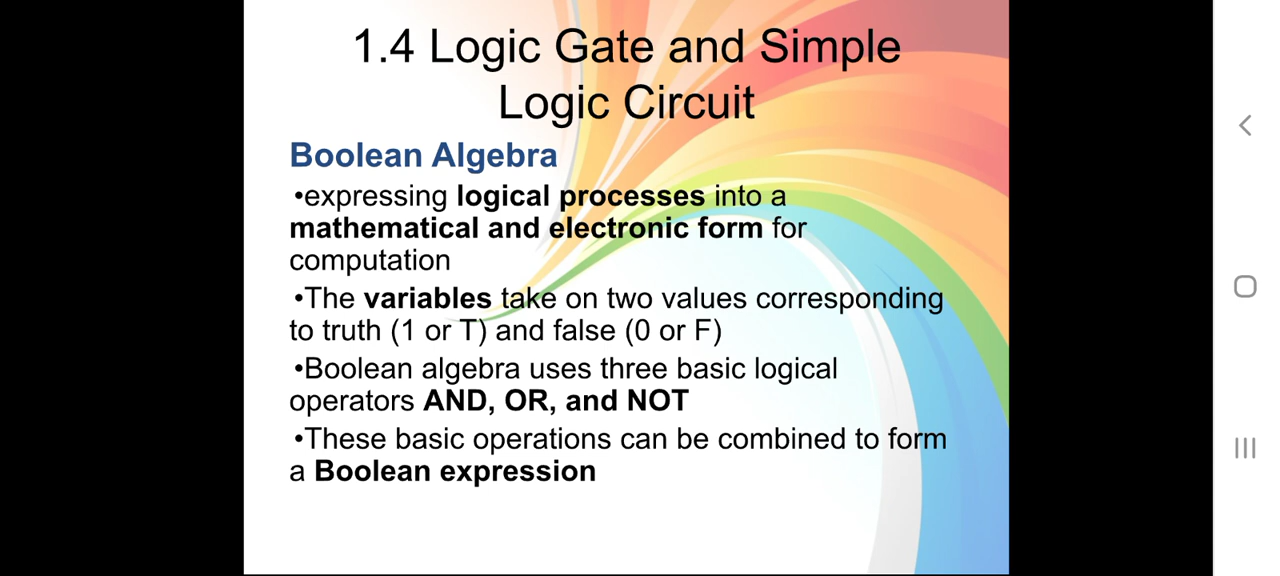 1.4 Logic Gate and Simple
Logic Circuit
Boolean Algebra
•expressing logical processes into a
mathematical and electronic form for
computation
•The variables take on two values corresponding
to truth (1 or T) and false (0 or F)
•Boolean algebra uses three basic logical
operators AND, OR, and NOT
•These basic operations can be combined to form
a Boolean expression